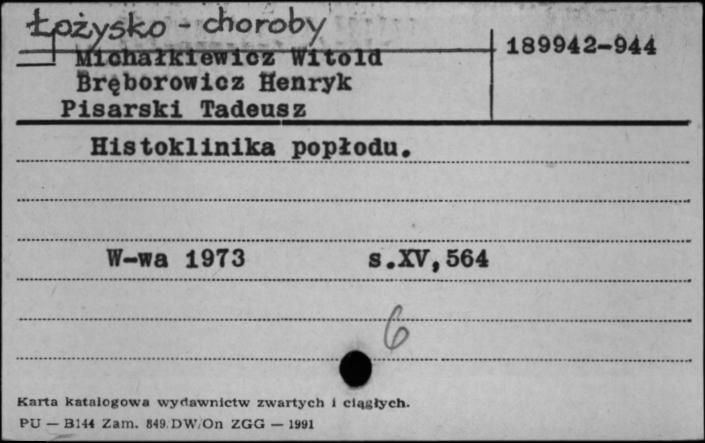 Łożysko - choroby
Michałkiewicz Witold
189942-944
Bręborowicz Henryk
Pisarski Tadeusz
Histoklinika popłodu.
W-wa 1973 s.XV,564
6
Karta katalogowa wydawnictw zwartych i ciągłych.
PU — B144 Zam. 849/DW/On ZGG — 1991